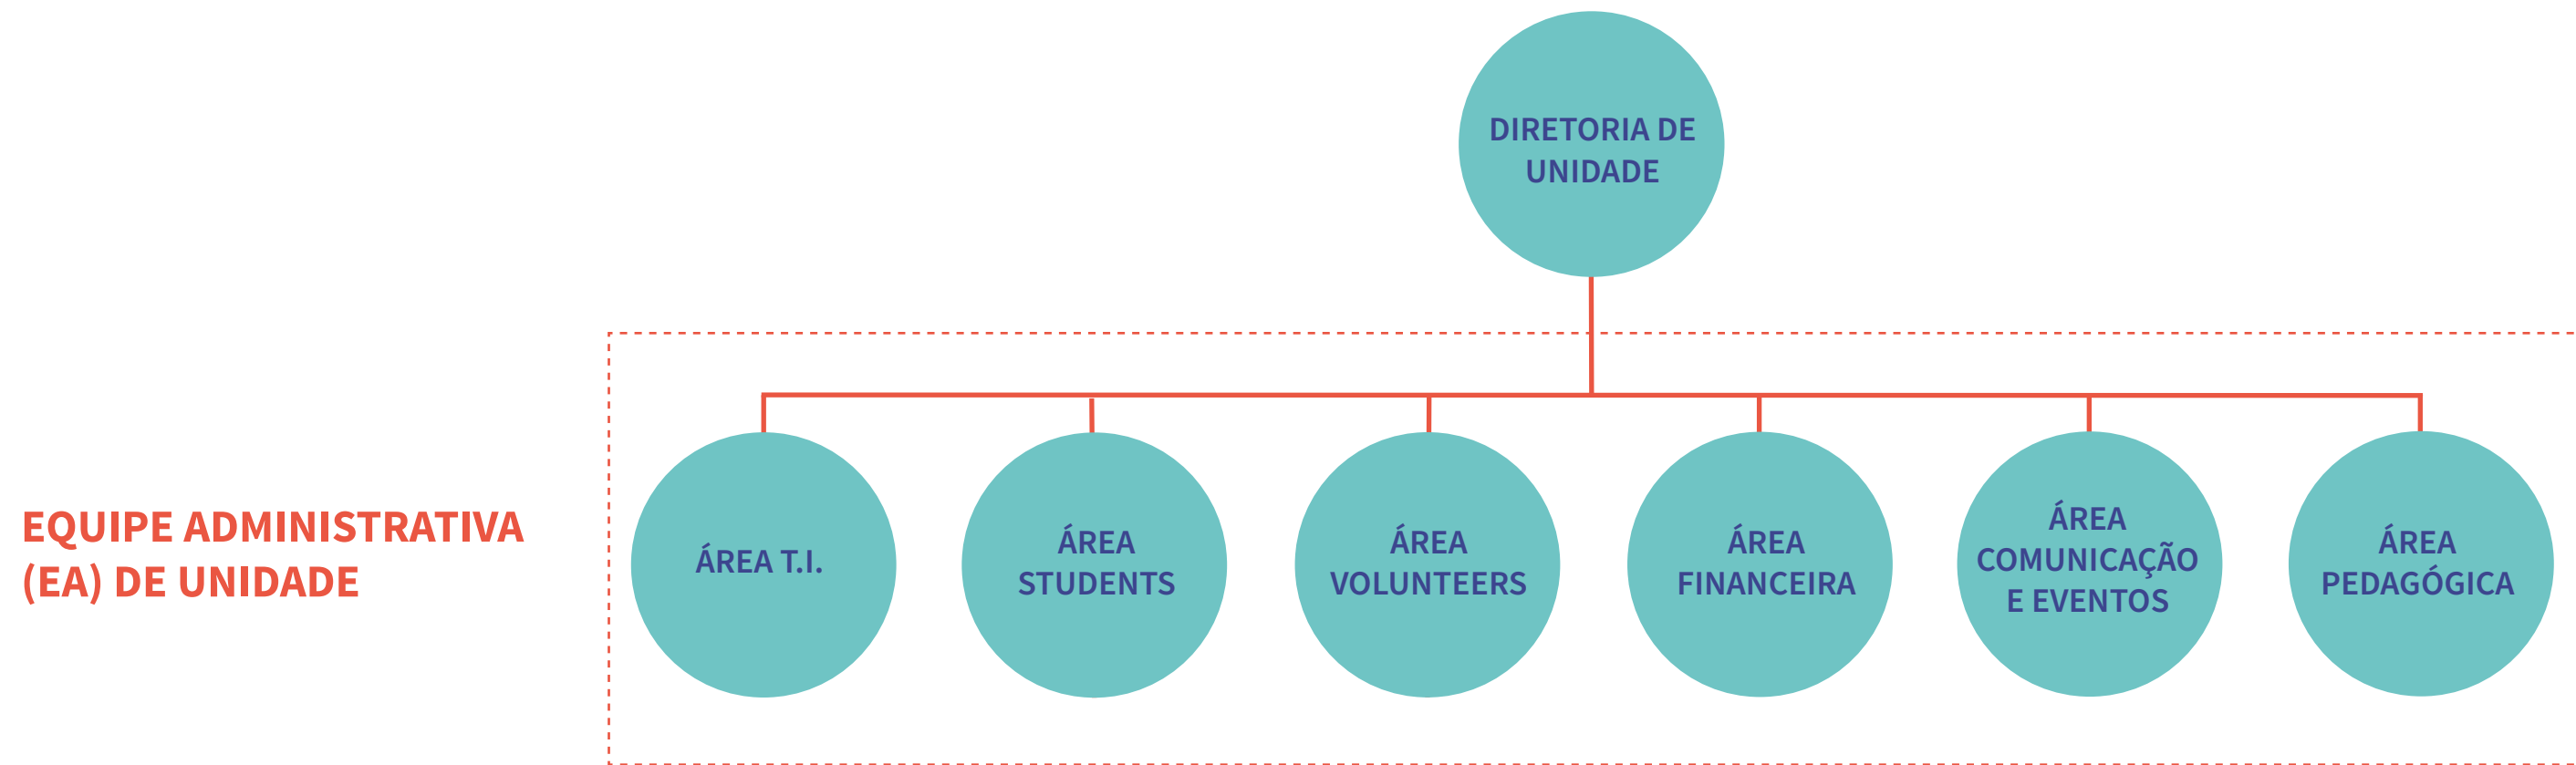 DIRETORIA DE
UNIDADE
EQUIPE ADMINISTRATIVA
(EA) DE UNIDADE
ÁREA T.I.
ÁREA
STUDENTS
ÁREA
VOLUNTEERS
ÁREA
FINANCEIRA
ÁREA
COMUNICAÇÃO
E EVENTOS
ÁREA
PEDAGÓGICA